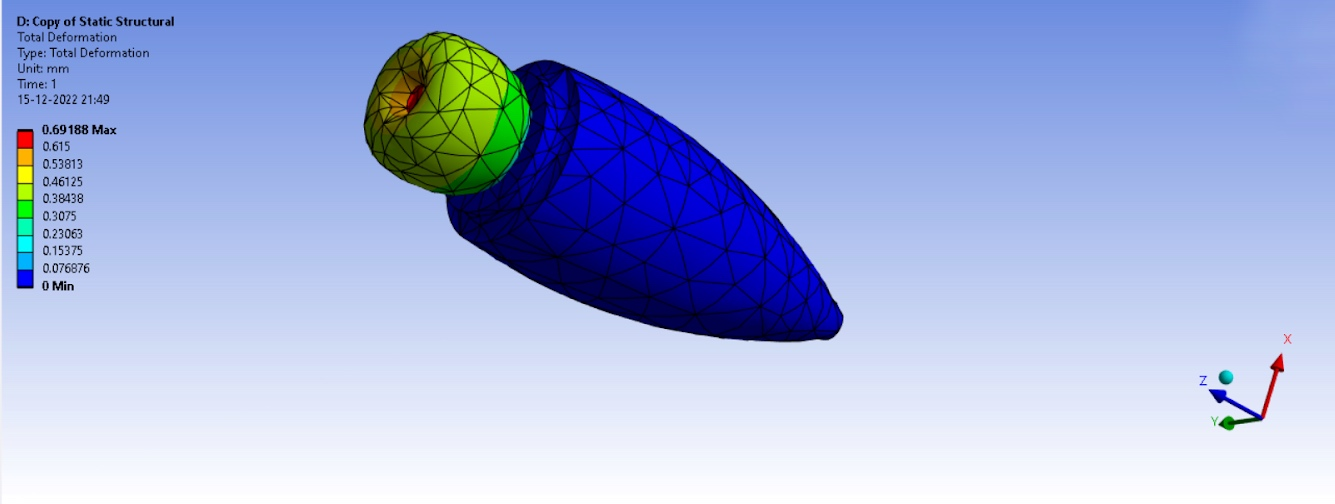 D: Copy of Static Structural
Total Deformation
Type: Total Deformation
Unit: mm
Time: 1
15-12-2022 21:49
0.69188 Max
0.615
0.53813
0.46125
0.38438
0.3075
0.23063
0.15375
0.076876
0 Min
X
Z
Y